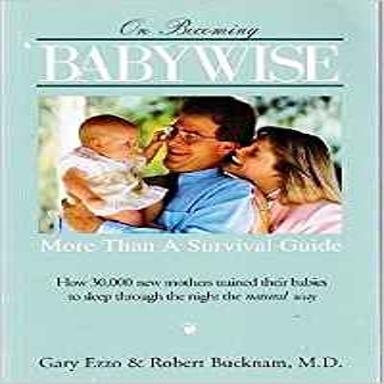 On Becoming
BABYWISE
More Than A Survival Guide
How 30,000 new mothers trained their babies
to sleep through the night the natural way
Gary Ezzo & Robert Bucknam, M.D.